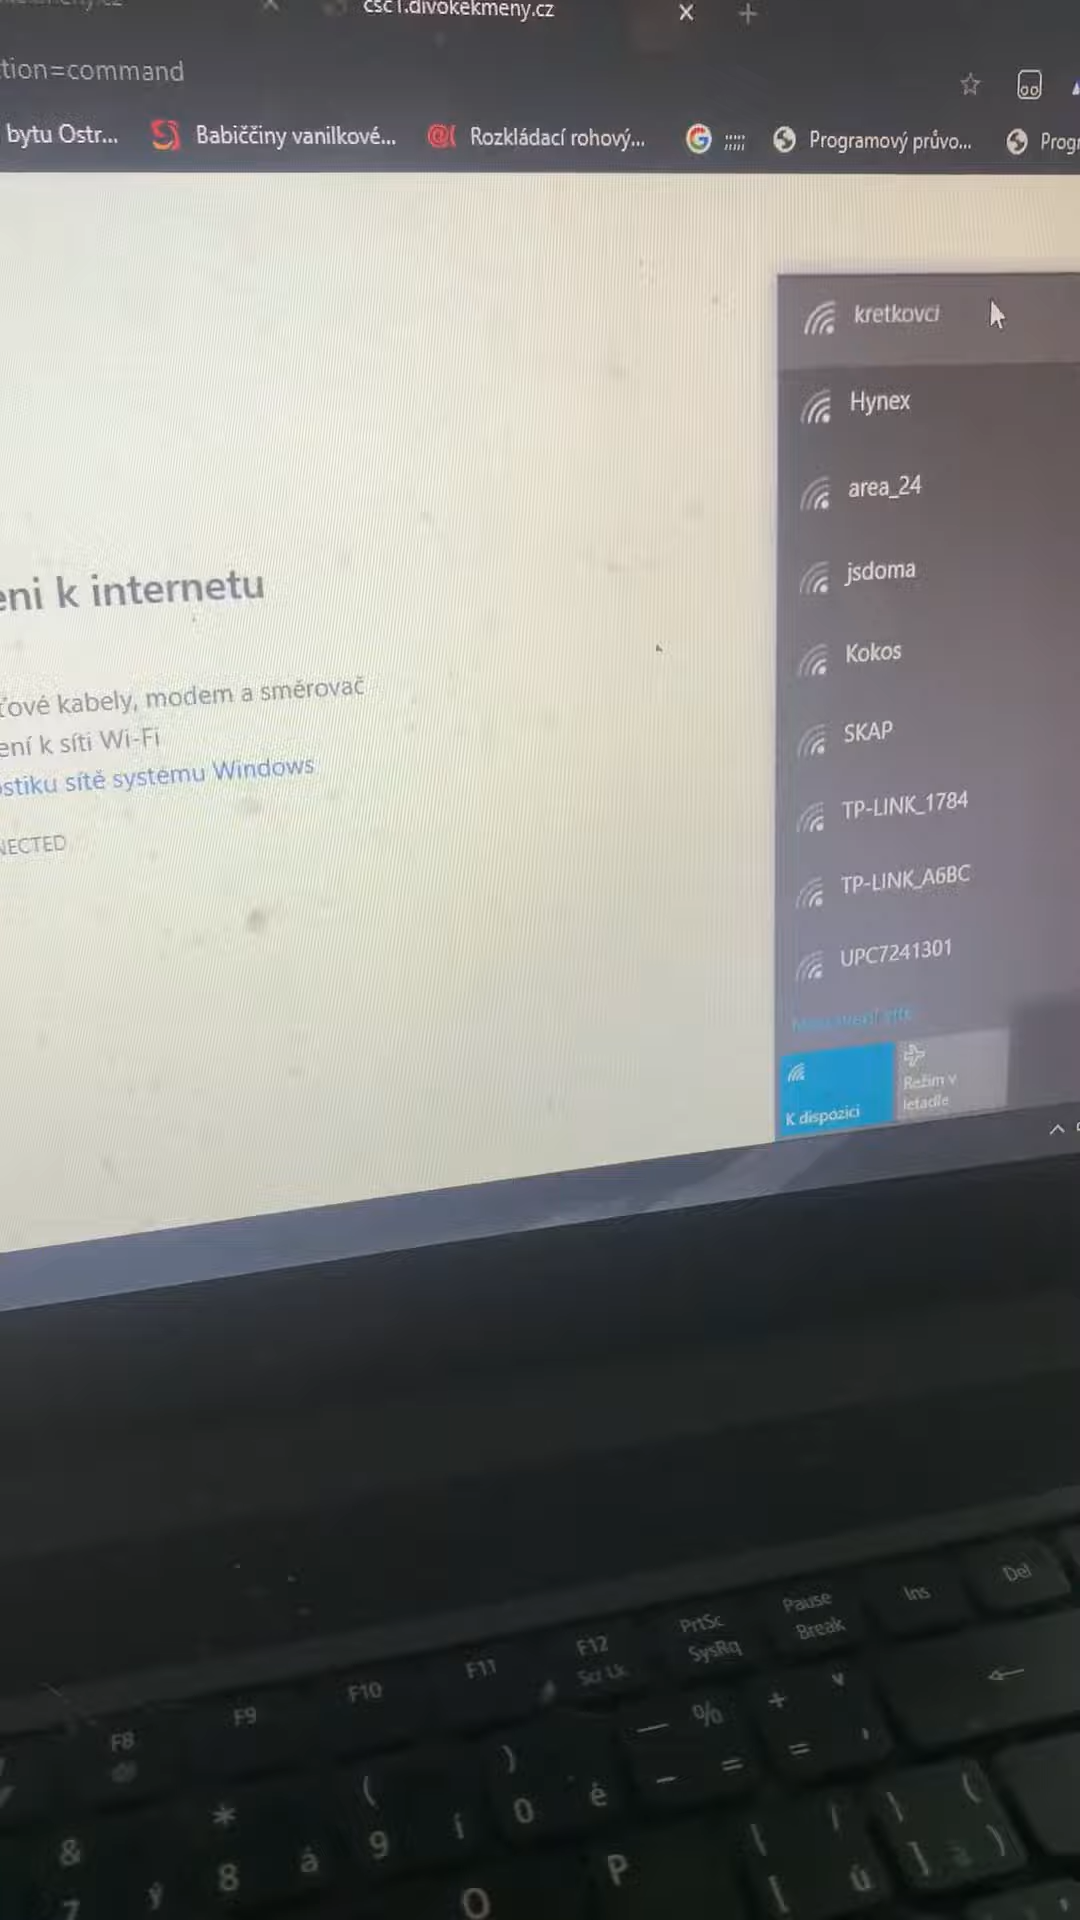 csc1.divokekmeny.cz
tion=command
bytu Ostr... Babiččiny vanilkové... Rozkládací rohový... Programový průvo... Prog
kretkovci
Hynex
area_24
jsdoma
Kokos
SKAP
TP-LINK_1784
TP-LINK_A6BC
UPC7241301
K dispozici
Režim v
letadle
eni k internetu
ťové kabely, modem a směrovač
ení k síti Wi-Fi
ostiku sítě systému Windows
NECTED
Del
Ins
Pause
Break
PrtSc
SysRq
F12
Scr Lk
F11
F10
F9
F8
% + ˇ
- = = ,
) 0 é
( 9 í
* 8 á
& 7 ý
O P
[ ú
] )